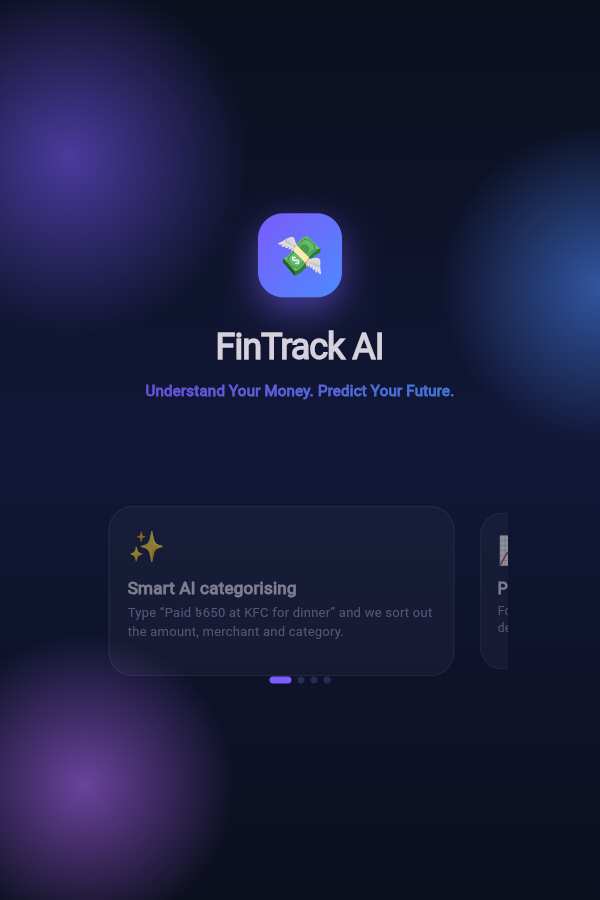 FinTrack AI
Understand Your Money. Predict Your Future.
Smart AI categorising
Type “Paid ৳650 at KFC for dinner” and we sort out
the amount, merchant and category.